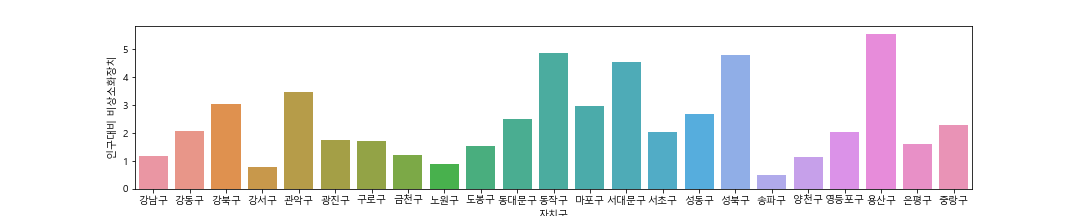 인구대비 비상소화장치
5
4
3
2
1
0
강남구 강동구 강북구 강서구 관악구 광진구 구로구 금천구 노원구 도봉구 동대문구 동작구 마포구 서대문구 서초구 성동구 성북구 송파구 양천구 영등포구 용산구 은평구 중랑구
자치구